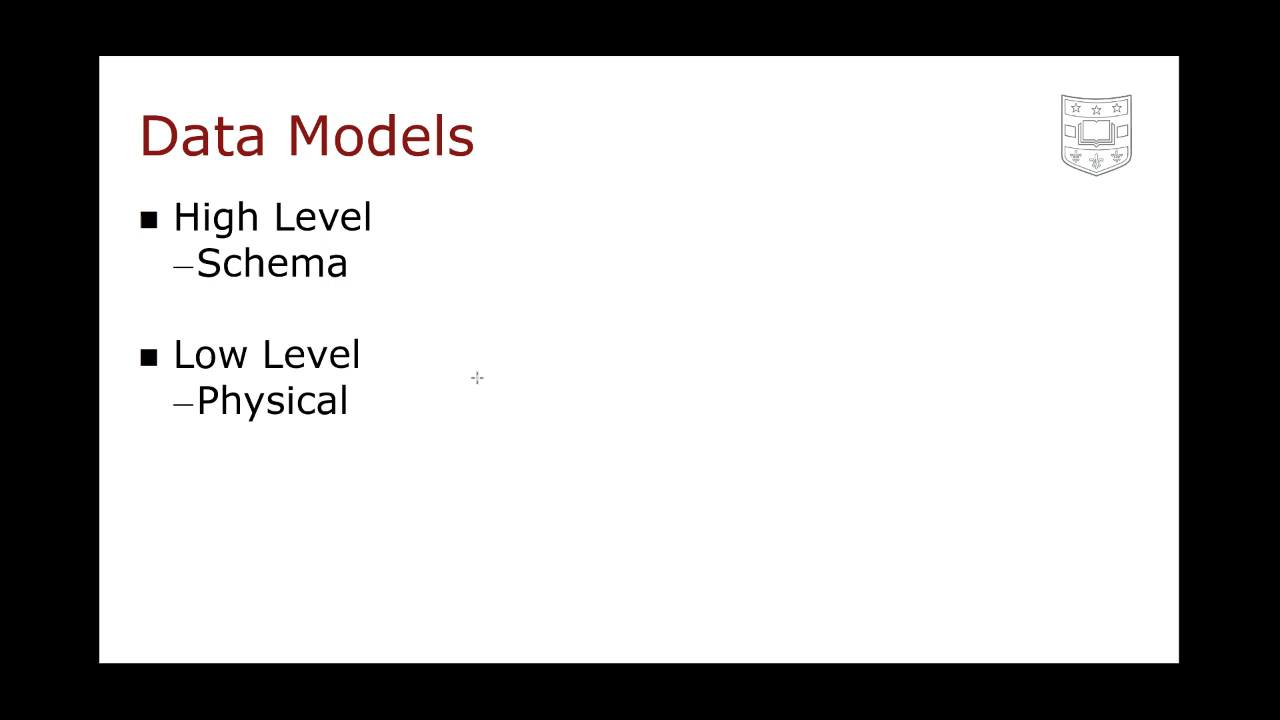 Data Models
■ High Level
–Schema
■ Low Level
–Physical